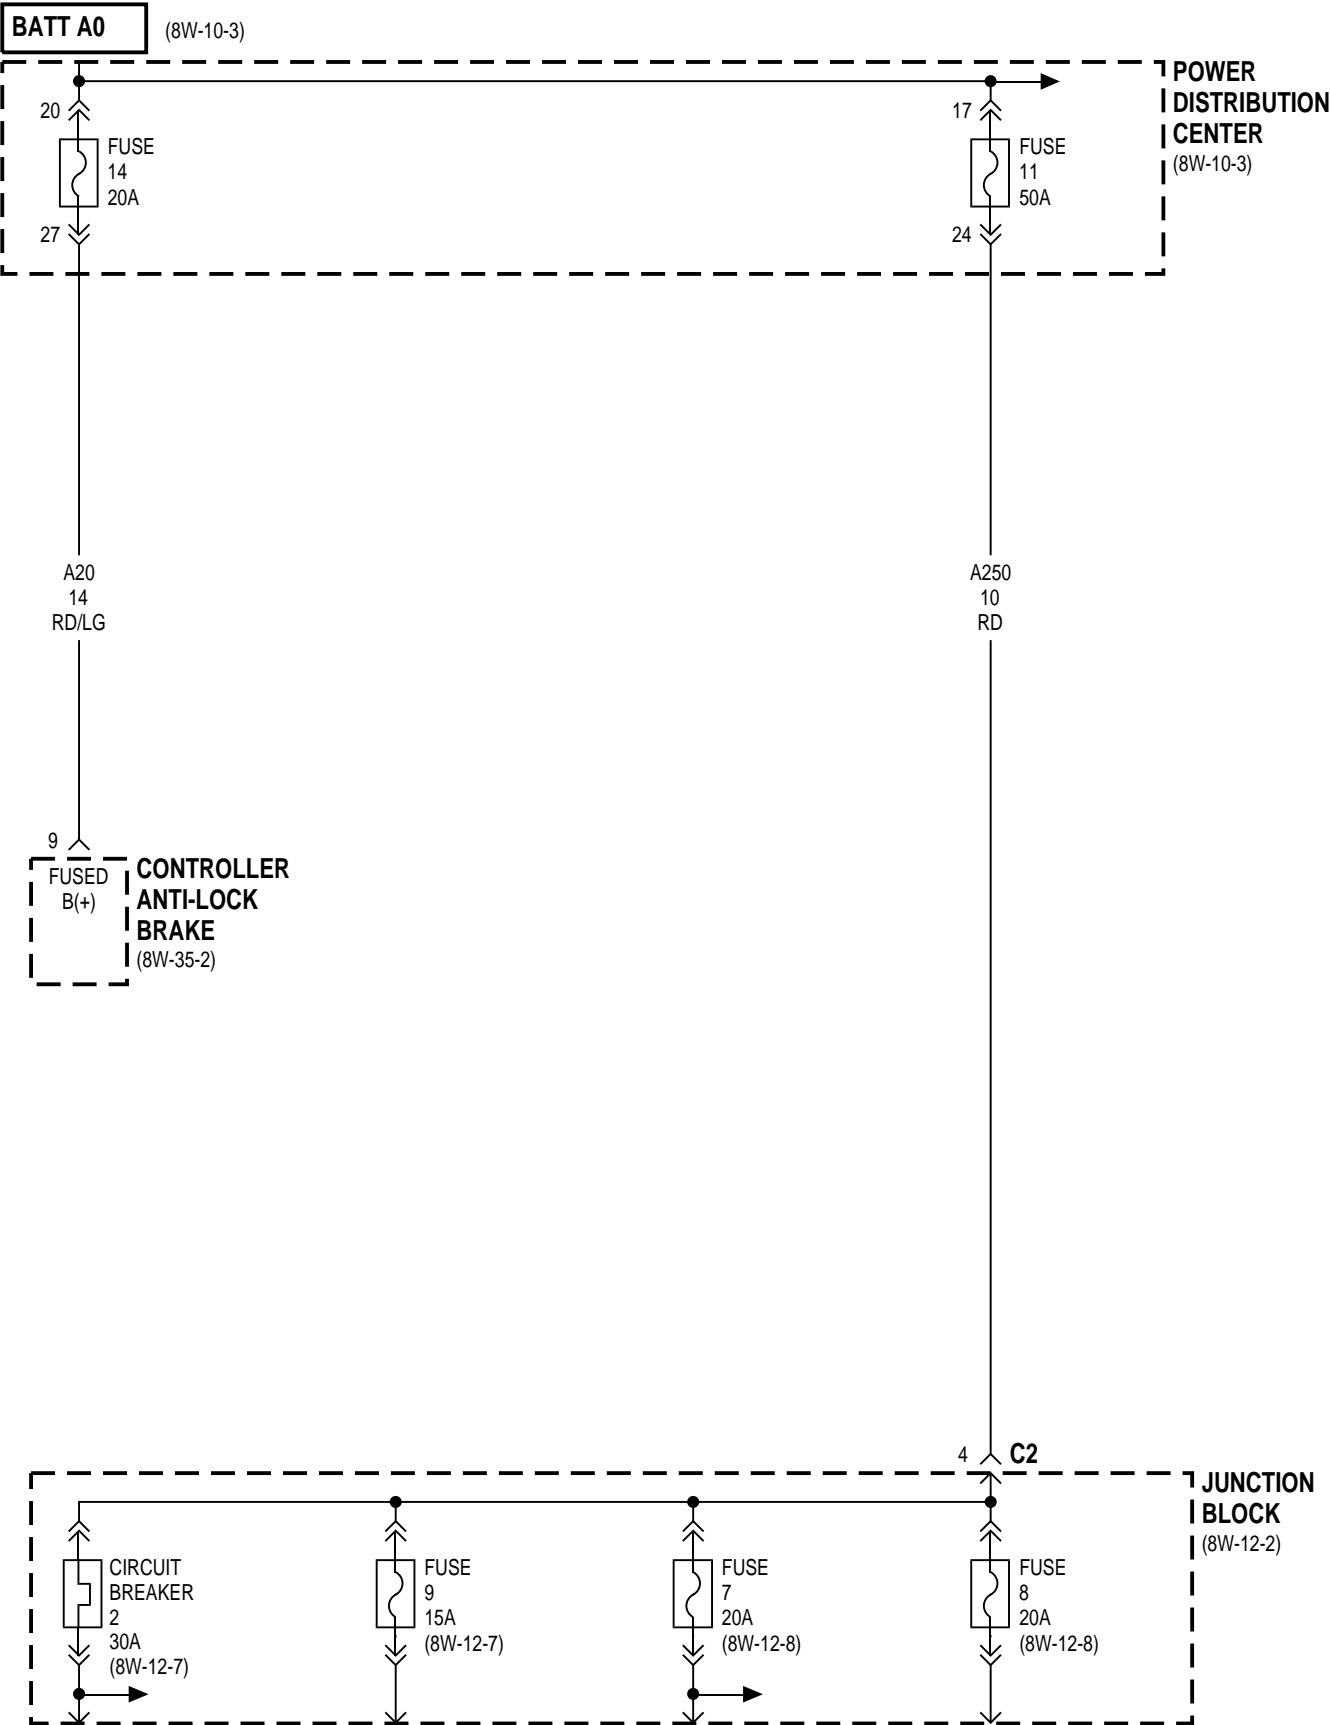 BATT A0 (8W-10-3)
POWER
DISTRIBUTION
CENTER
(8W-10-3)
20
FUSE
14
20A
27
17
FUSE
11
50A
24
A20
14
RD/LG
A250
10
RD
9
FUSED
B(+)
CONTROLLER
ANTI-LOCK
BRAKE
(8W-35-2)
4 C2
JUNCTION
BLOCK
(8W-12-2)
CIRCUIT
BREAKER
2
30A
(8W-12-7)
FUSE
9
15A
(8W-12-7)
FUSE
7
20A
(8W-12-8)
FUSE
8
20A
(8W-12-8)